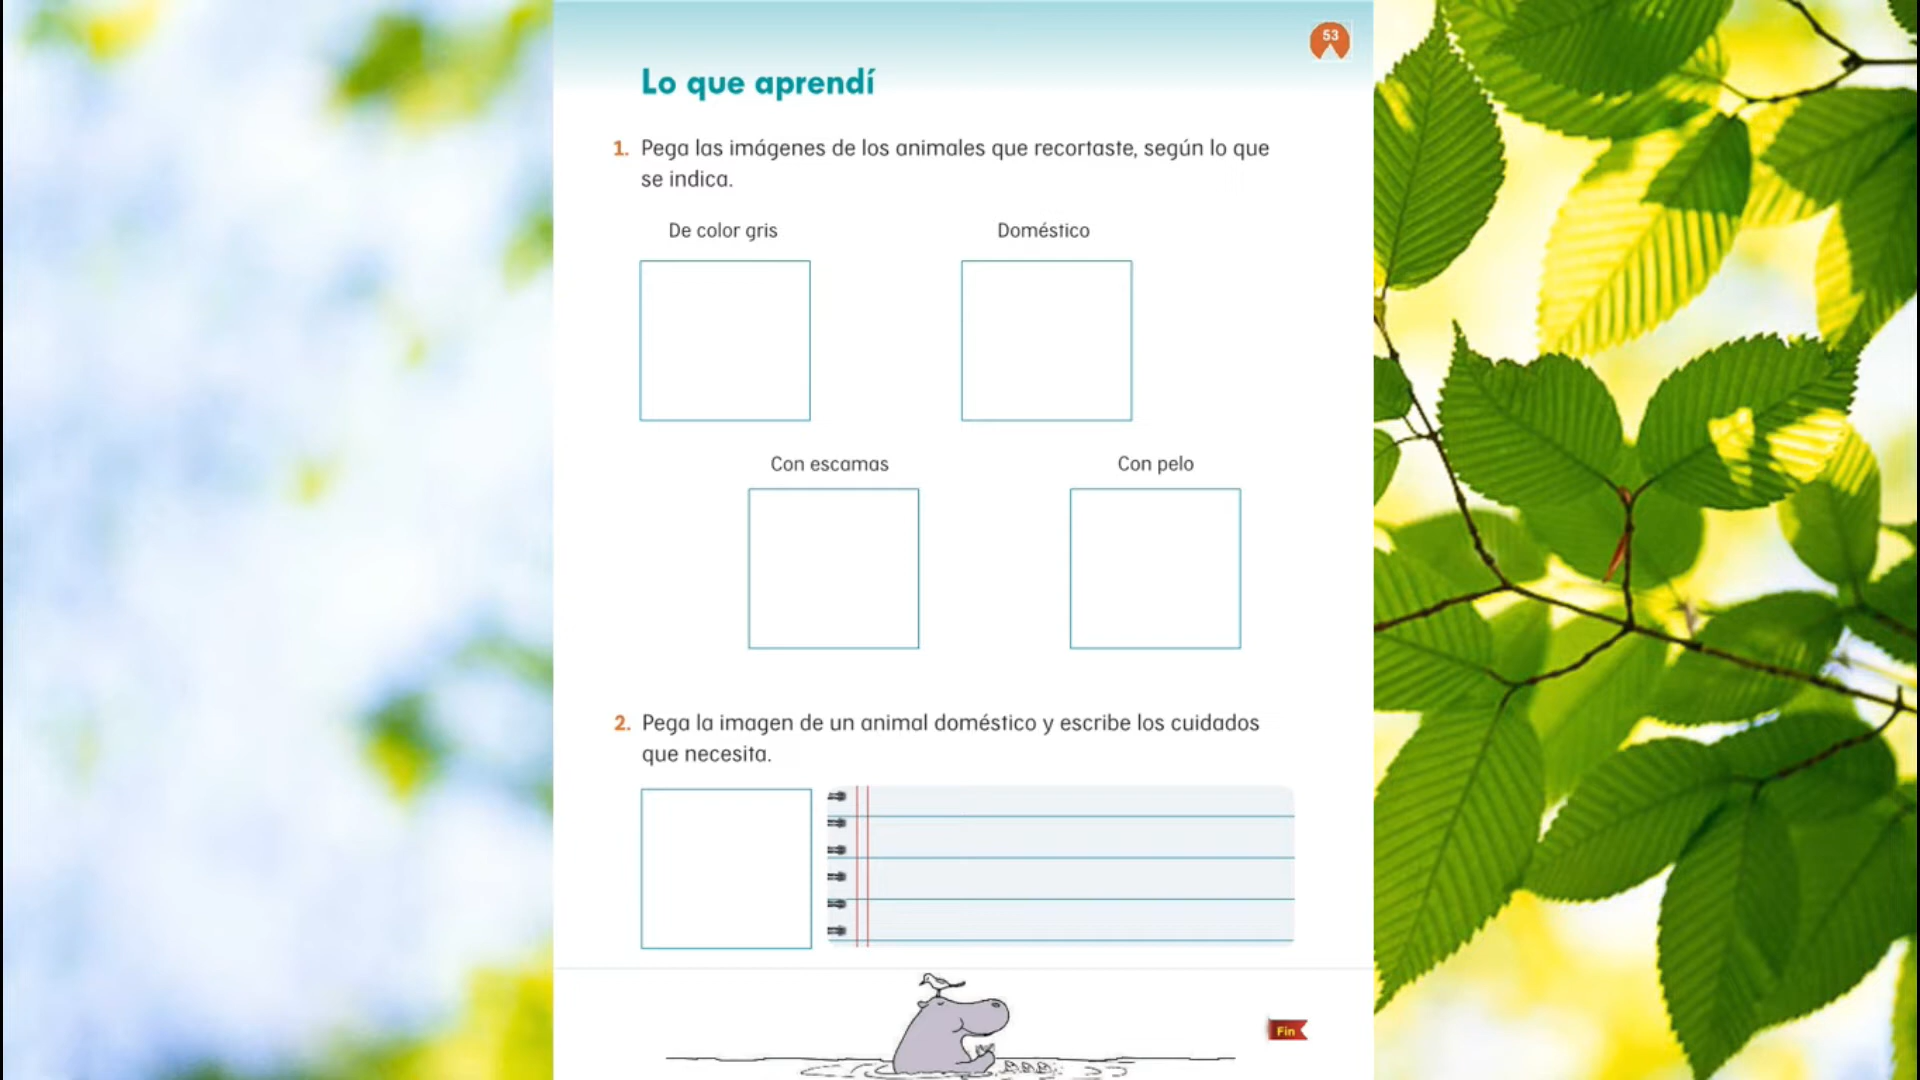 53
Lo que aprendí
1. Pega las imágenes de los animales que recortaste, según lo que
se indica.
De color gris
Doméstico
Con escamas
Con pelo
2. Pega la imagen de un animal doméstico y escribe los cuidados
que necesita.
Fin